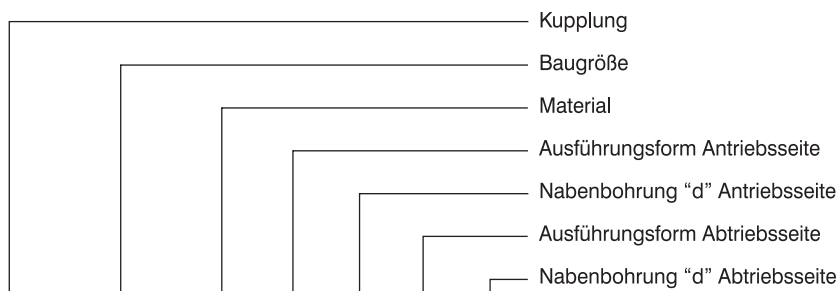 Kupplung
Baugröße
Material
Ausführungsform Antriebsseite
Nabenbohrung “d” Antriebsseite
Ausführungsform Abtriebsseite
Nabenbohrung “d” Abtriebsseite